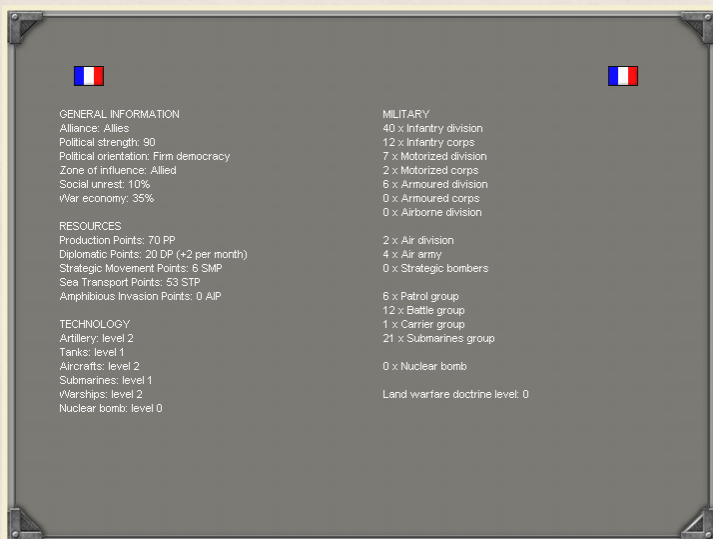 GENERAL INFORMATION
Alliance: Allies
Political strength: 90
Political orientation: Firm democracy
Zone of influence: Allied
Social unrest: 10%
War economy: 35%
RESOURCES
Production Points: 70 PP
Diplomatic Points: 20 DP (+2 per month)
Strategic Movement Points: 6 SMP
Sea Transport Points: 53 STP
Amphibious Invasion Points: 0 AIP
TECHNOLOGY
Artillery: level 2
Tanks: level 1
Aircrafts: level 2
Submarines: level 1
Warships: level 2
Nuclear bomb: level 0
MILITARY
40 x Infantry division
12 x Infantry corps
7 x Motorized division
2 x Motorized corps
6 x Armoured division
0 x Armoured corps
0 x Airborne division
2 x Air division
4 x Air army
0 x Strategic bombers
6 x Patrol group
12 x Battle group
1 x Carrier group
21 x Submarines group
0 x Nuclear bomb
Land warfare doctrine level: 0